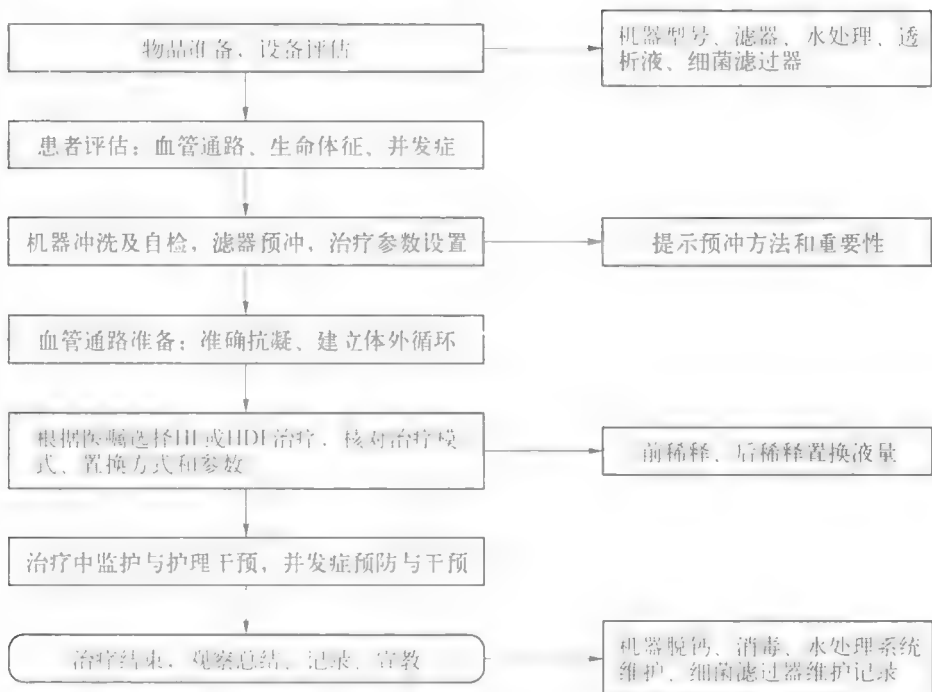 物品准备、设备评估
机器型号、滤器、水处理、透
析液、细菌滤过器
患者评估：血管通路、生命体征、并发症
机器冲洗及自检，滤器预冲，治疗参数设置
提示预冲方法和重要性
血管通路准备：准确抗凝、建立体外循环
根据医嘱选择HF或HDF治疗，核对治疗模
式、置换方式和参数
前稀释、后稀释置换液量
治疗中监护与护理干预，并发症预防与干预
治疗结束，观察总结、记录、宣教
机器脱钙、消毒、水处理系统
维护、细菌滤过器维护记录